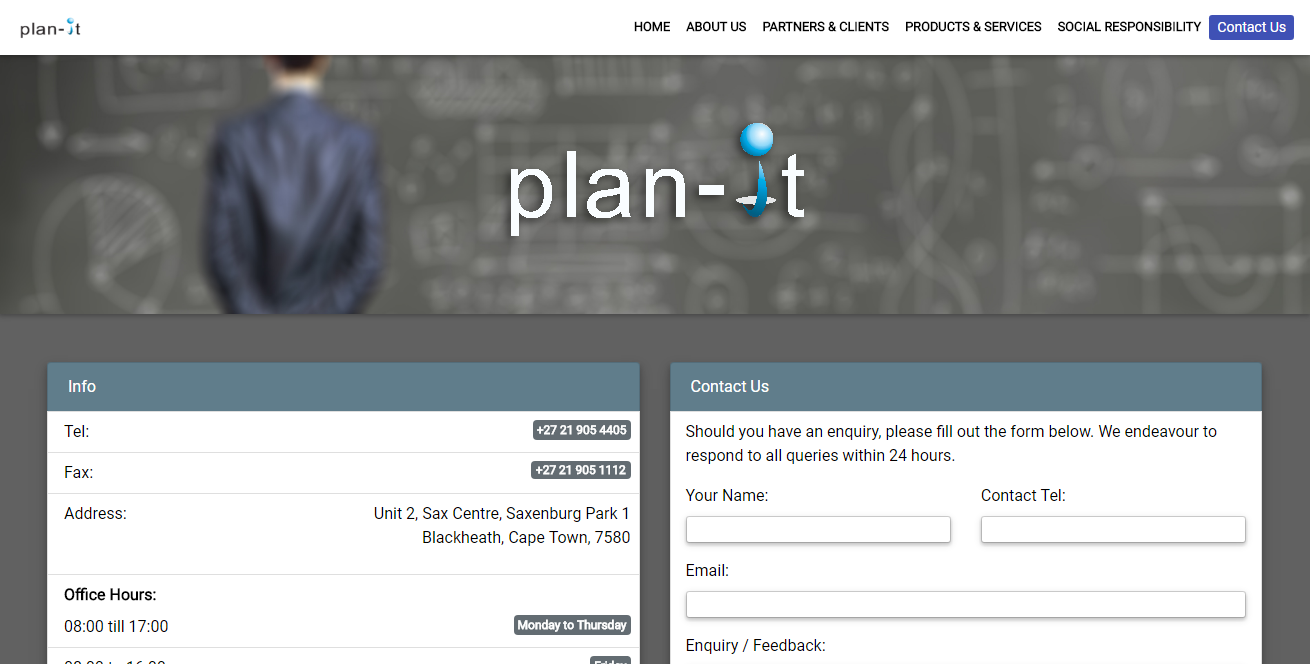 plan-it
HOME ABOUT US PARTNERS & CLIENTS PRODUCTS & SERVICES SOCIAL RESPONSIBILITY Contact Us
plan-it
Info
Tel: +27 21 905 4405
Fax: +27 21 905 1112
Address: Unit 2, Sax Centre, Saxenburg Park 1
Blackheath, Cape Town, 7580
Office Hours:
08:00 till 17:00 Monday to Thursday
Contact Us
Should you have an enquiry, please fill out the form below. We endeavour to
respond to all queries within 24 hours.
Your Name: Contact Tel:
Email:
Enquiry / Feedback: